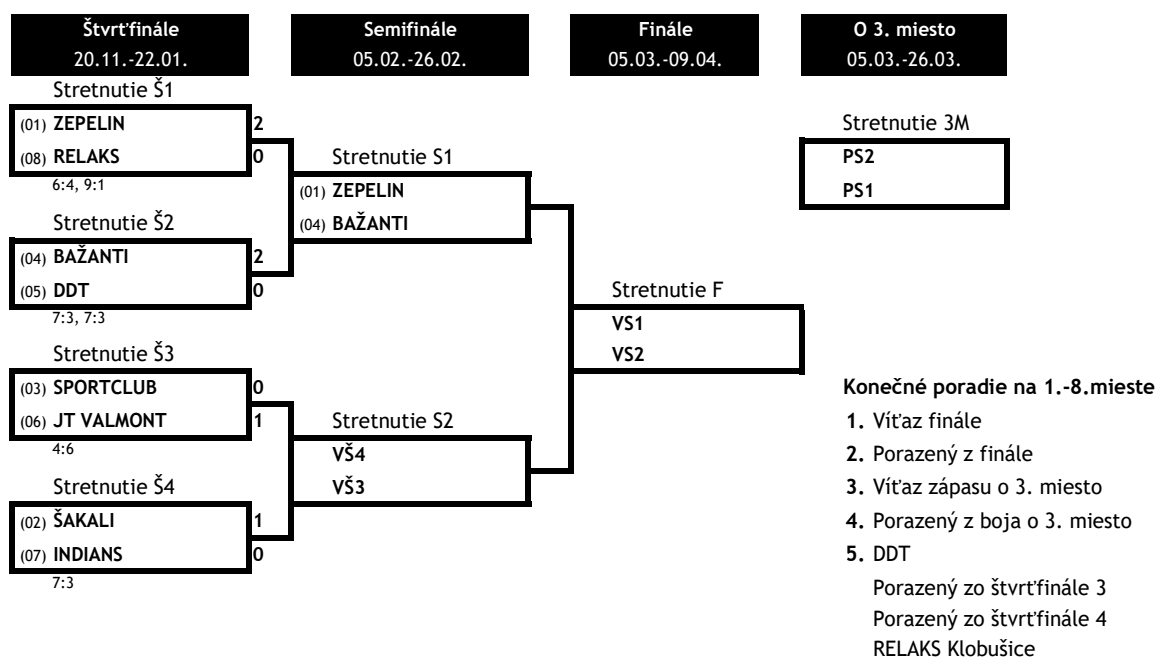 Štvrťfinále
20.11.-22.01.
Semifinále
05.02.-26.02.
Finále
05.03.-09.04.
O 3. miesto
05.03.-26.03.
Stretnutie Š1
(01) ZEPELIN 2
(08) RELAKS 0
6:4, 9:1
Stretnutie Š2
(04) BAŽANTI 2
(05) DDT 0
7:3, 7:3
Stretnutie Š3
(03) SPORTCLUB 0
(06) JT VALMONT 1
4:6
Stretnutie Š4
(02) ŠAKALI 1
(07) INDIANS 0
7:3
Stretnutie S1
(01) ZEPELIN
(04) BAŽANTI
Stretnutie S2
VŠ4
VŠ3
Stretnutie F
VS1
VS2
Stretnutie 3M
PS2
PS1
Konečné poradie na 1.-8.mieste
1. Víťaz finále
2. Porazený z finále
3. Víťaz zápasu o 3. miesto
4. Porazený z boja o 3. miesto
5. DDT
Porazený zo štvrťfinále 3
Porazený zo štvrťfinále 4
RELAKS Klobušice